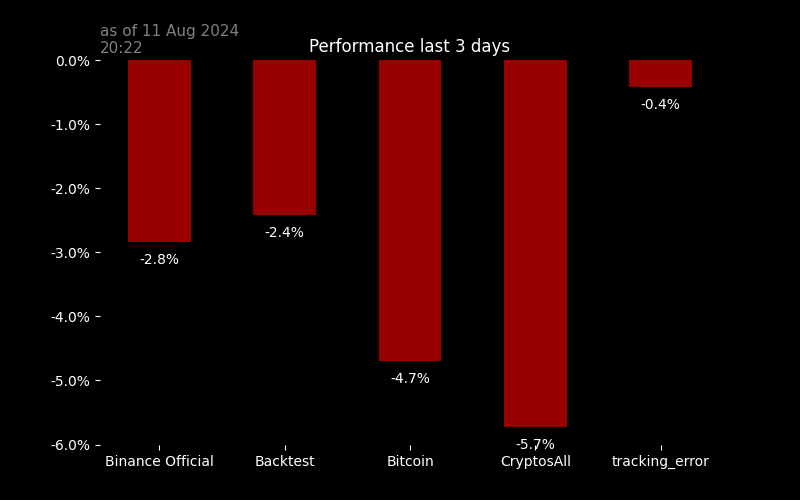 as of 11 Aug 2024
20:22
Performance last 3 days
0.0%
-1.0%
-2.0%
-3.0%
-4.0%
-5.0%
-6.0%
-2.8%
-2.4%
-4.7%
-5.7%
-0.4%
Binance Official
Backtest
Bitcoin
CryptosAll
tracking_error